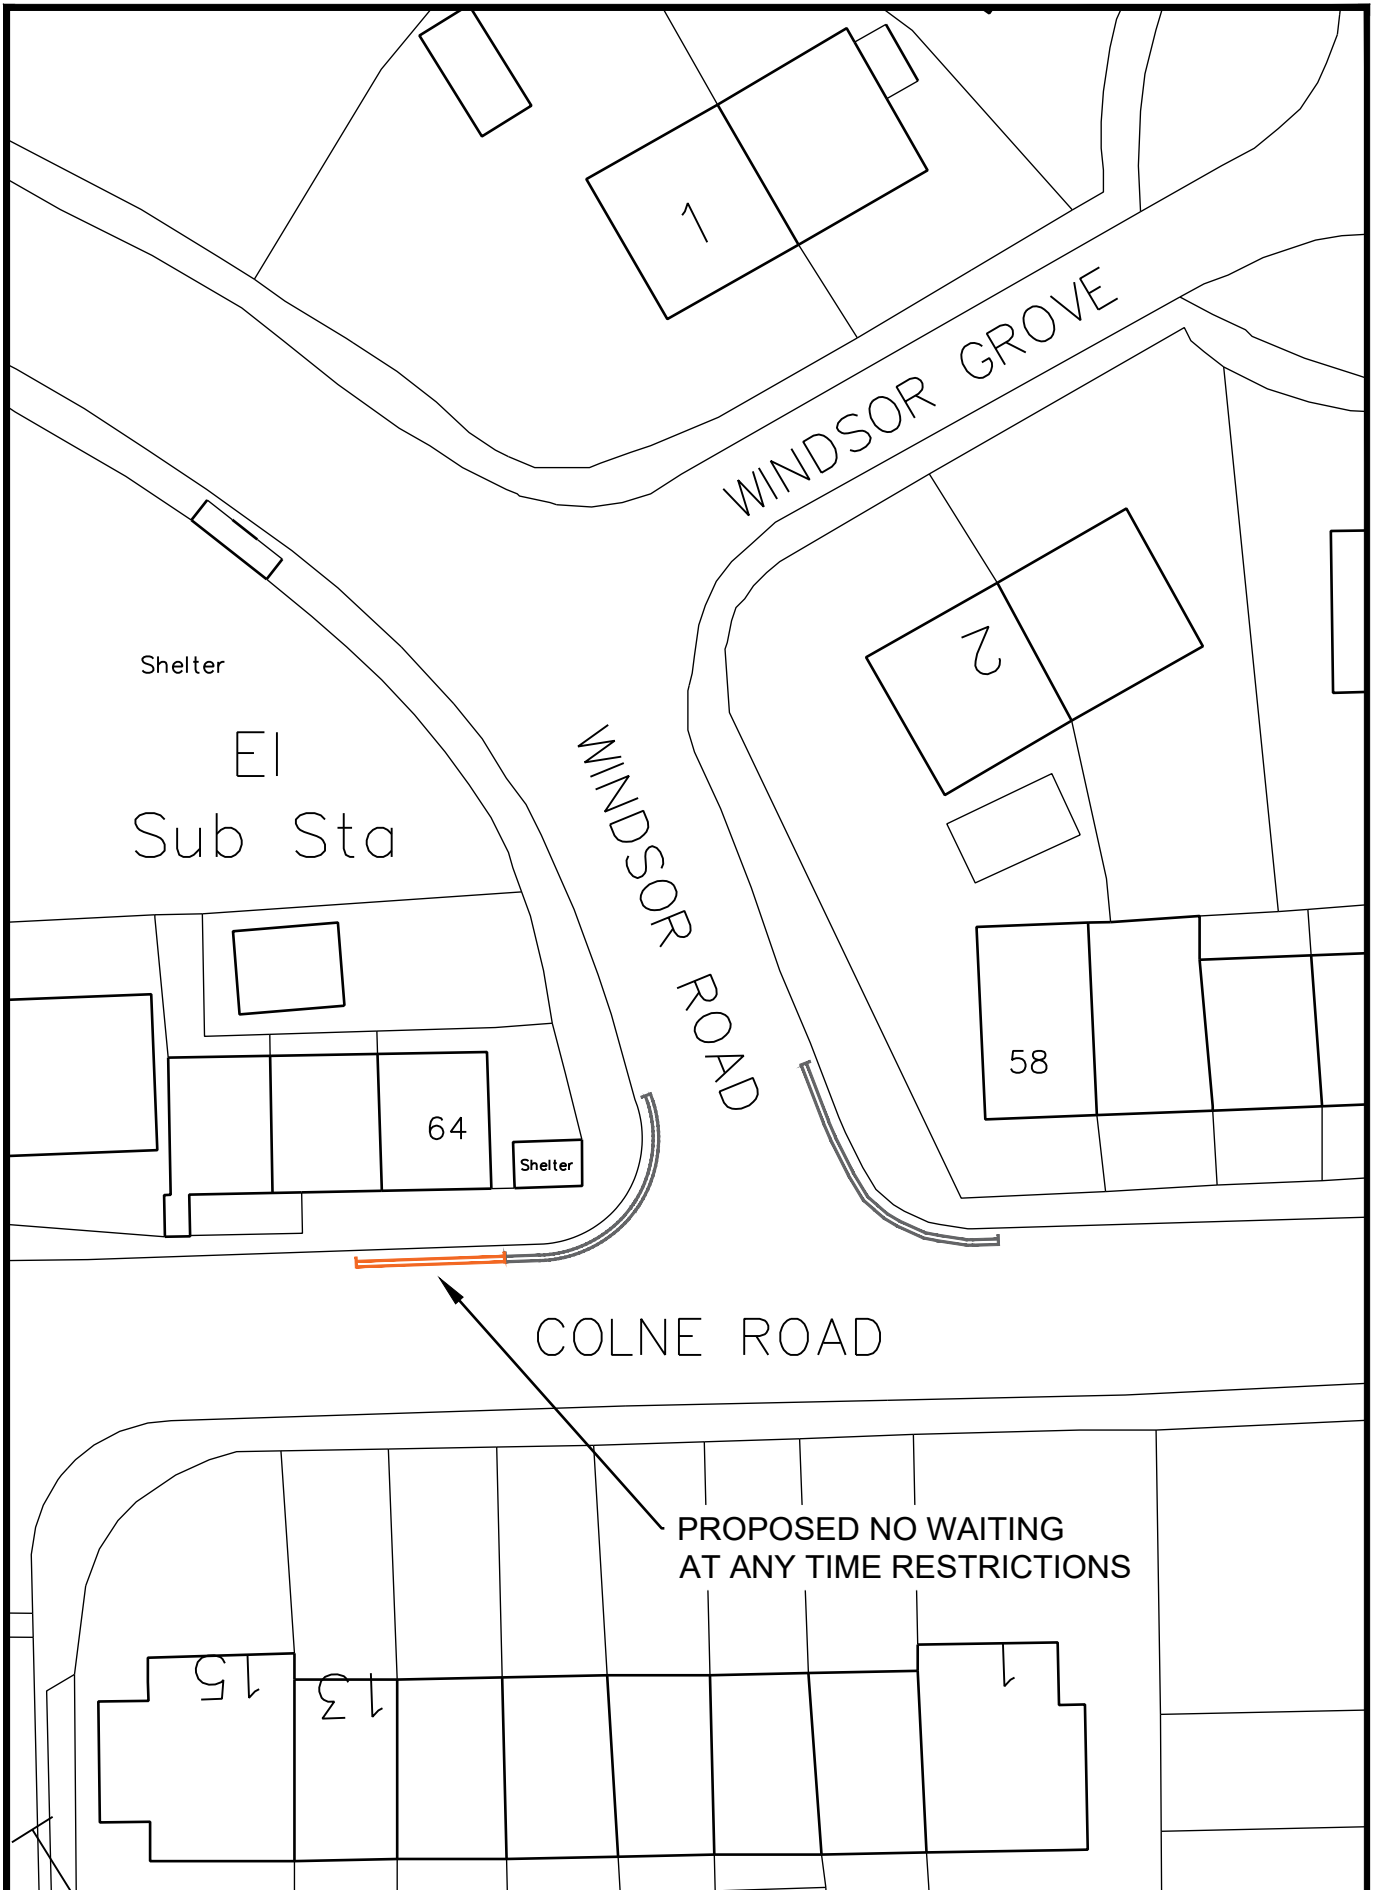 1
WINDSOR GROVE
2
Shelter
El
Sub Sta
WINDSOR ROAD
58
64
Shelter
COLNE ROAD
PROPOSED NO WAITING
AT ANY TIME RESTRICTIONS
15
13
1